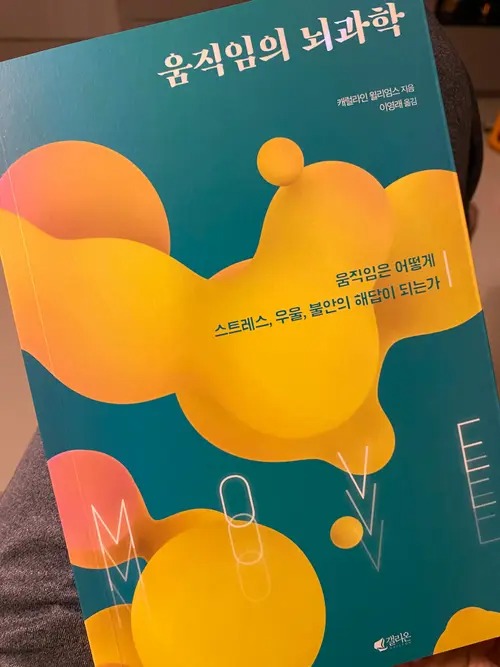 움직임의 뇌과학
캐럴라인 윌리엄스 지음
이영래 옮김
움직임은 어떻게
스트레스, 우울, 불안의 해답이 되는가
MOVE
갤리온